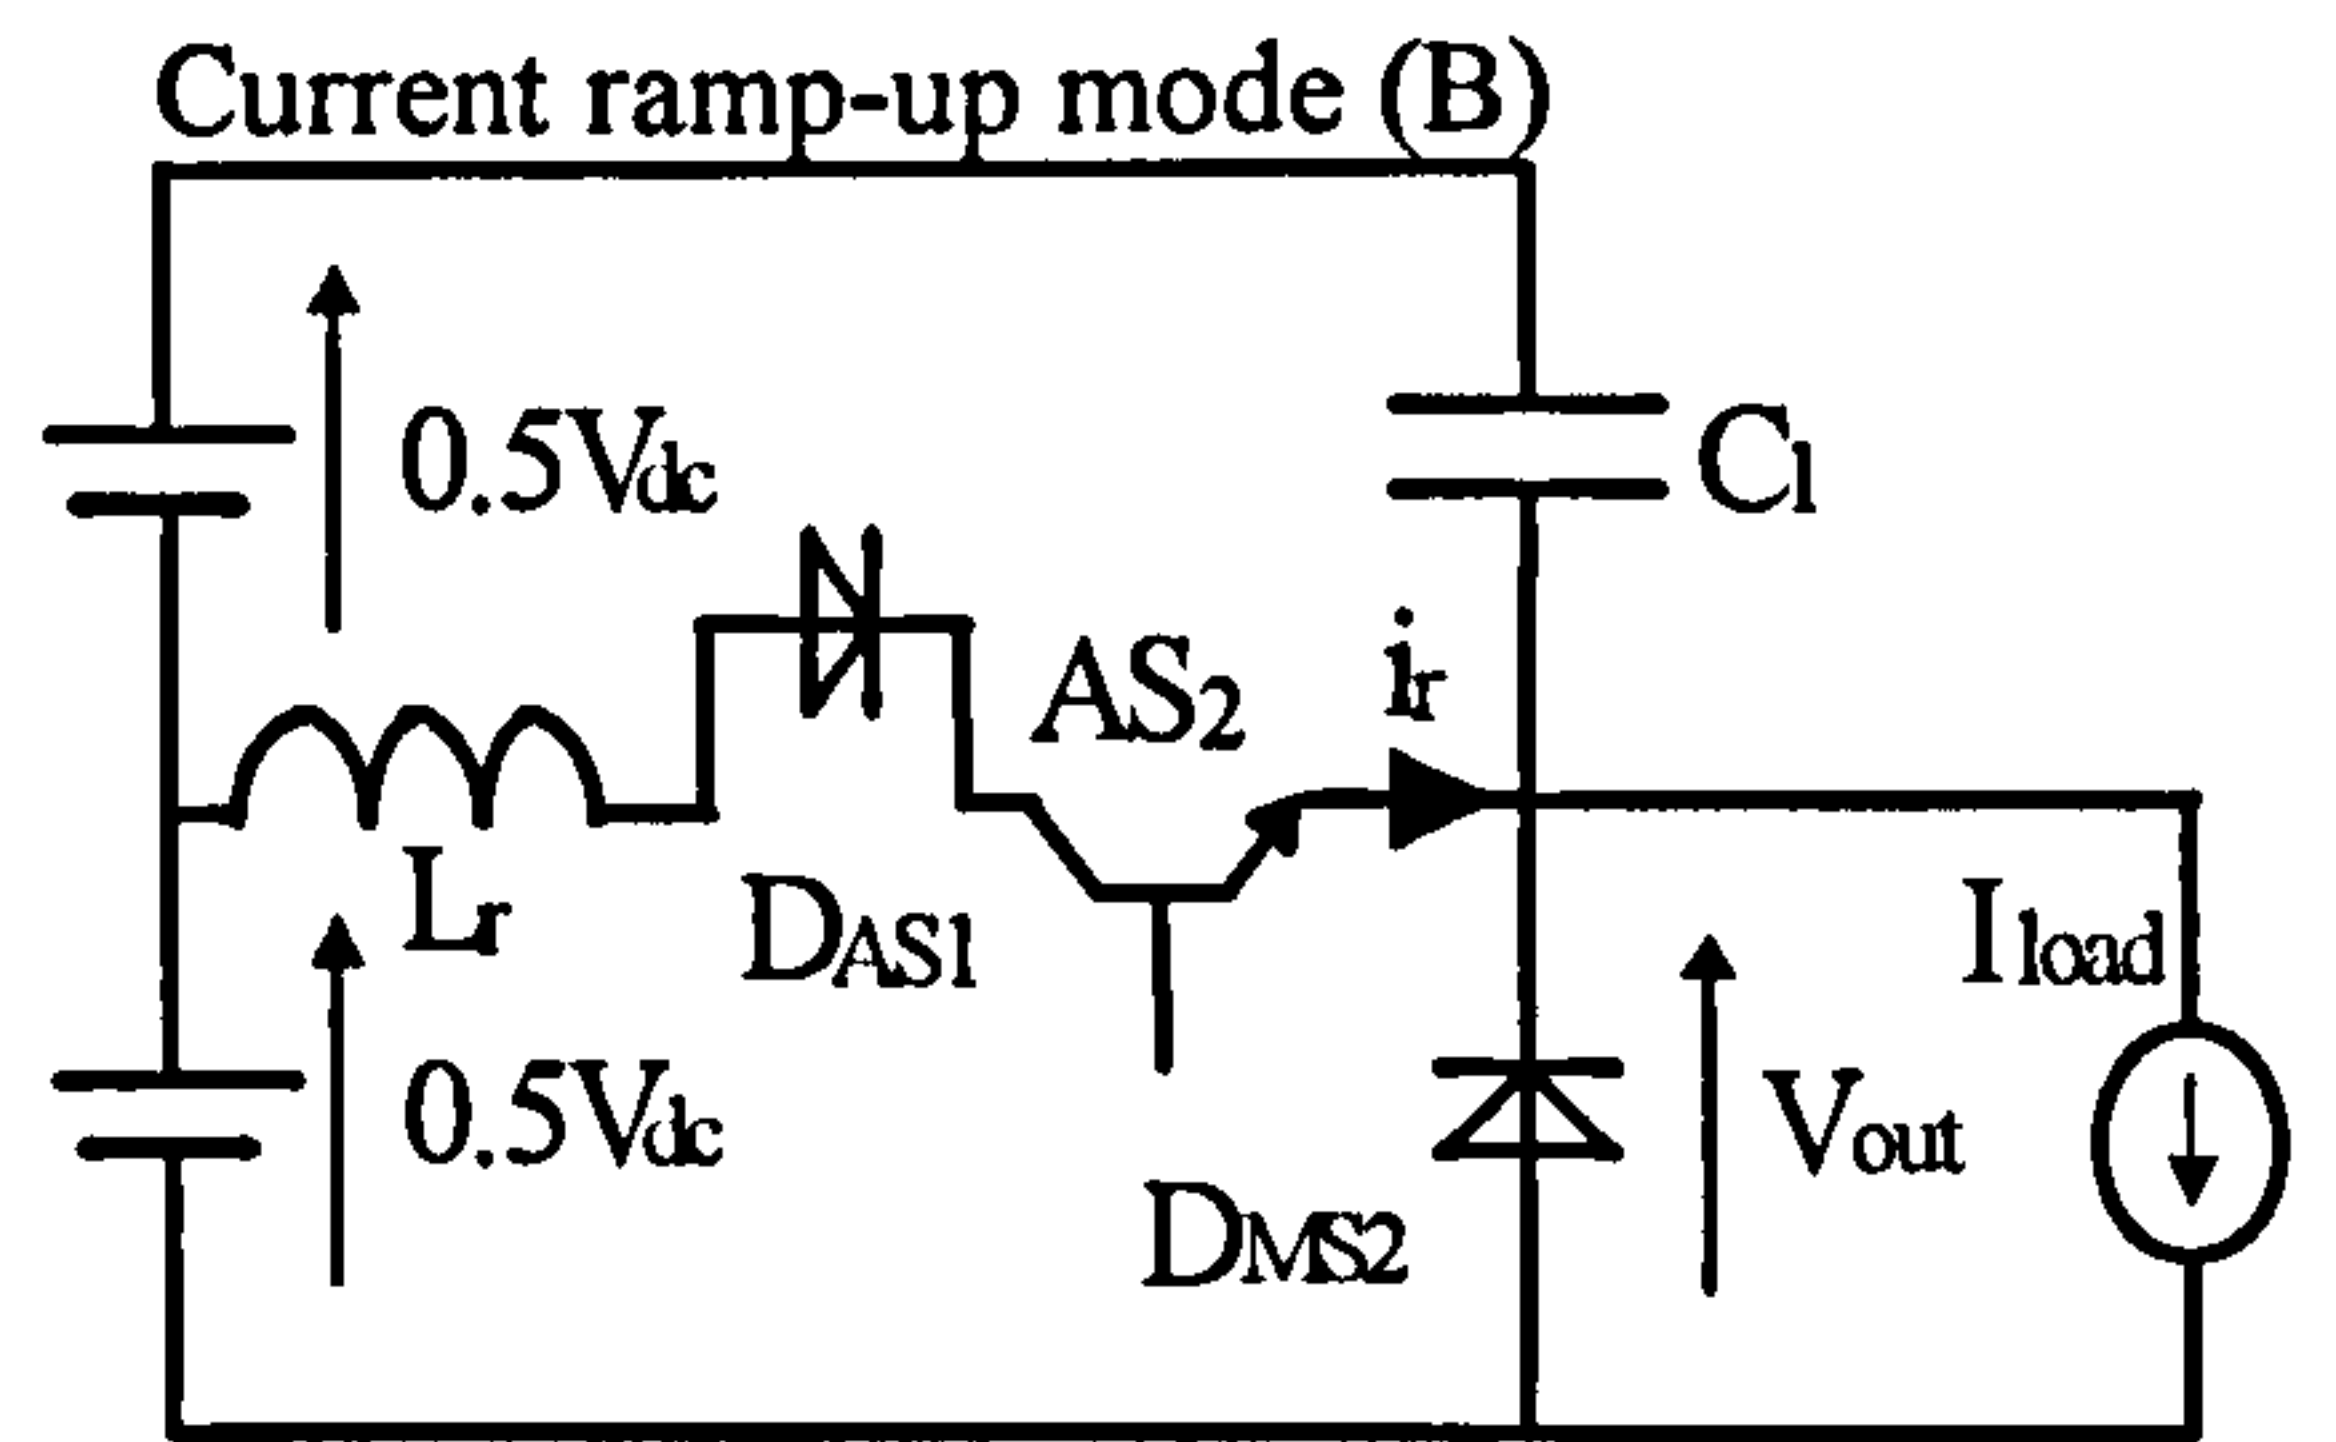 Current ramp-up mode (B)
0.5Vdc
C1
AS2
ir
Lr
DAS1
Iload
0.5Vdc
Vout
DMS2